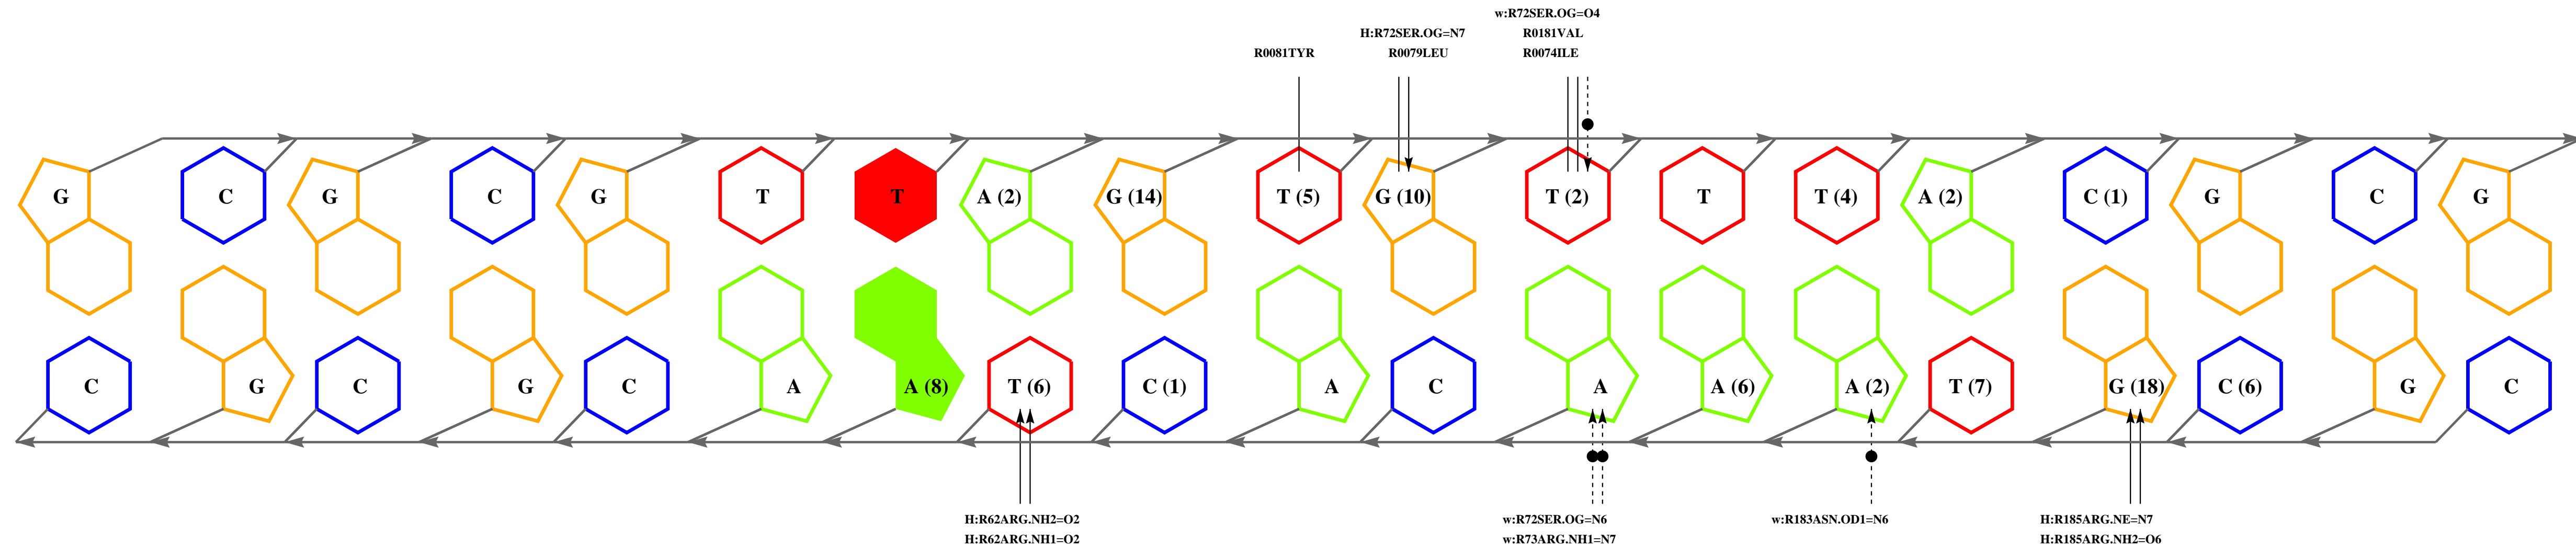 w:R72SER.OG=O4
H:R72SER.OG=N7 R0181VAL
R0081TYR R0079LEU R0074ILE
G C G C G T T A (2) G (14) T (5) G (10) T (2) T T (4) A (2) C (1) G C G
C G C G C A A (8) T (6) C (1) A C A A (6) A (2) T (7) G (18) C (6) G C
H:R62ARG.NH2=O2 w:R72SER.OG=N6 w:R183ASN.OD1=N6 H:R185ARG.NE=N7
H:R62ARG.NH1=O2 w:R73ARG.NH1=N7 H:R185ARG.NH2=O6